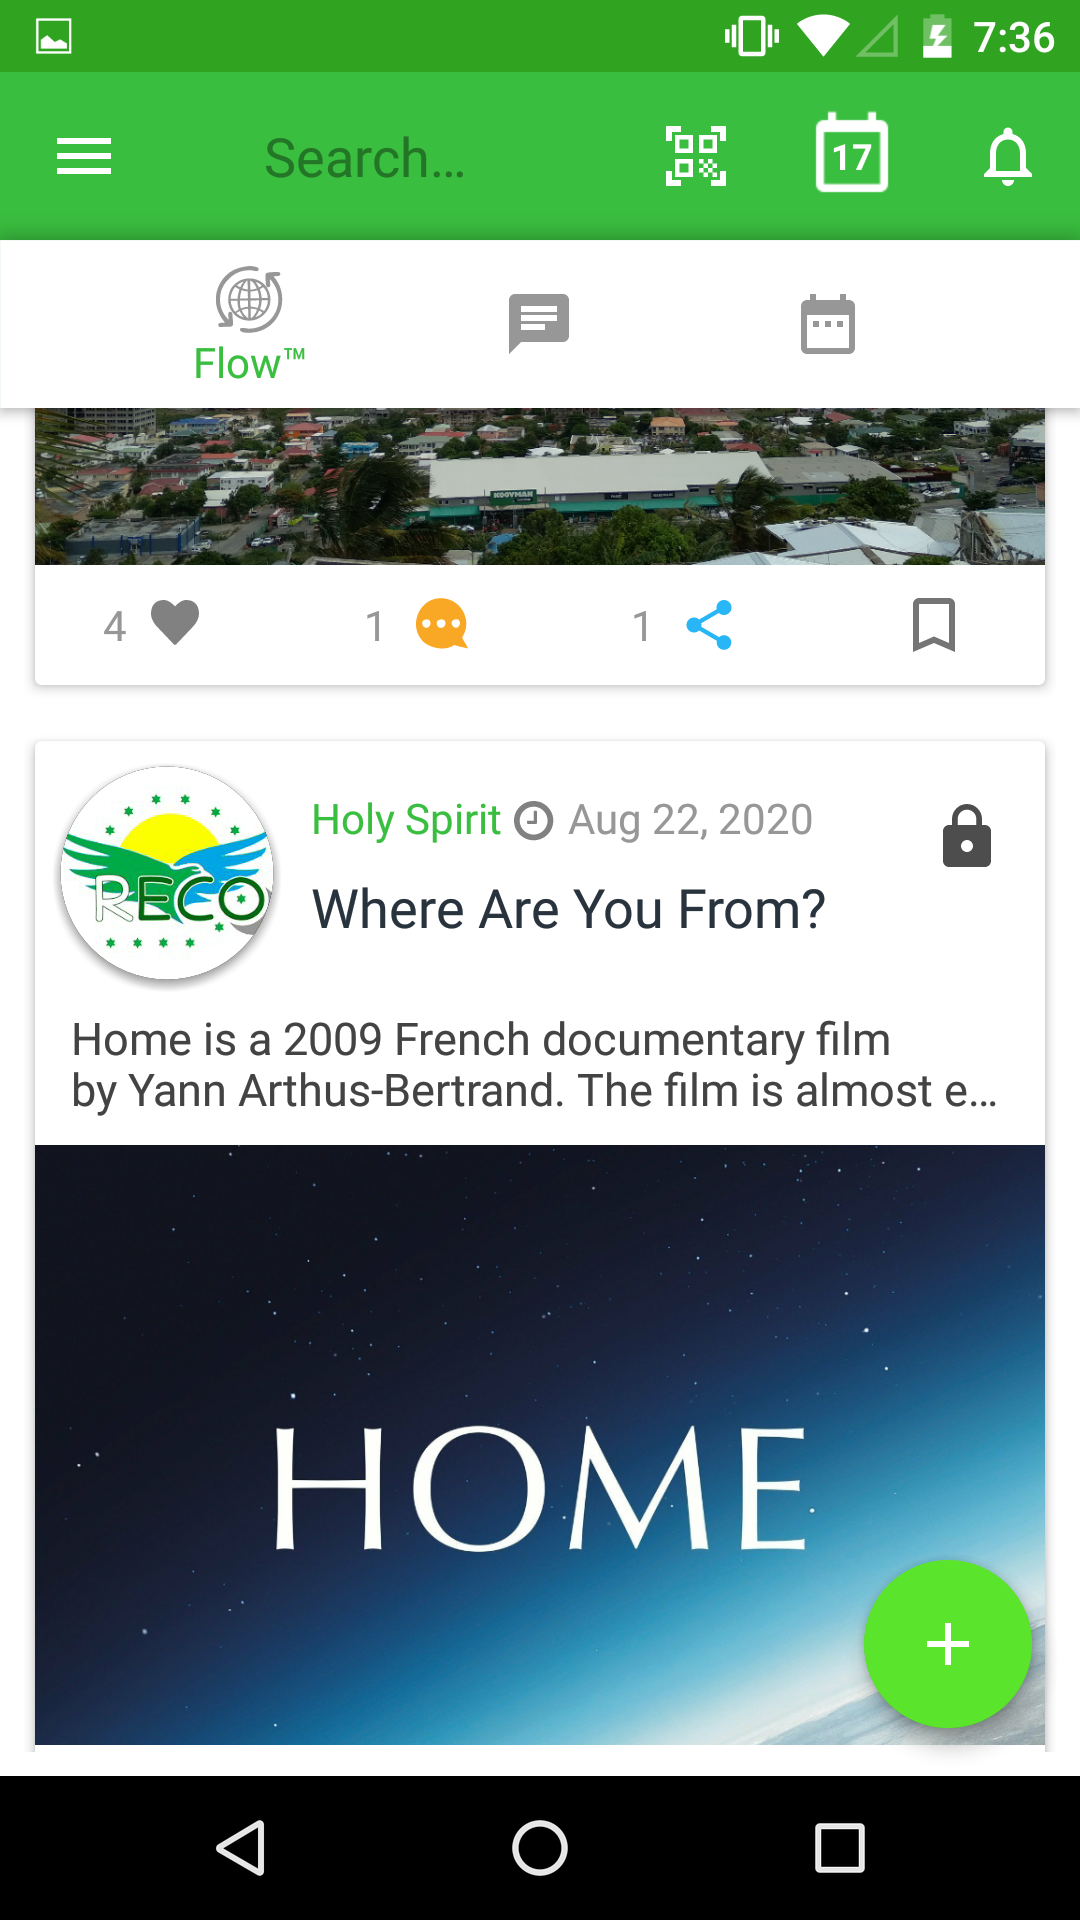 7:36
Search...
17
Flow™
KOOYMAN
4
1
1
Holy Spirit Aug 22, 2020
RECO
Where Are You From?
Home is a 2009 French documentary film
by Yann Arthus-Bertrand. The film is almost e...
HOME